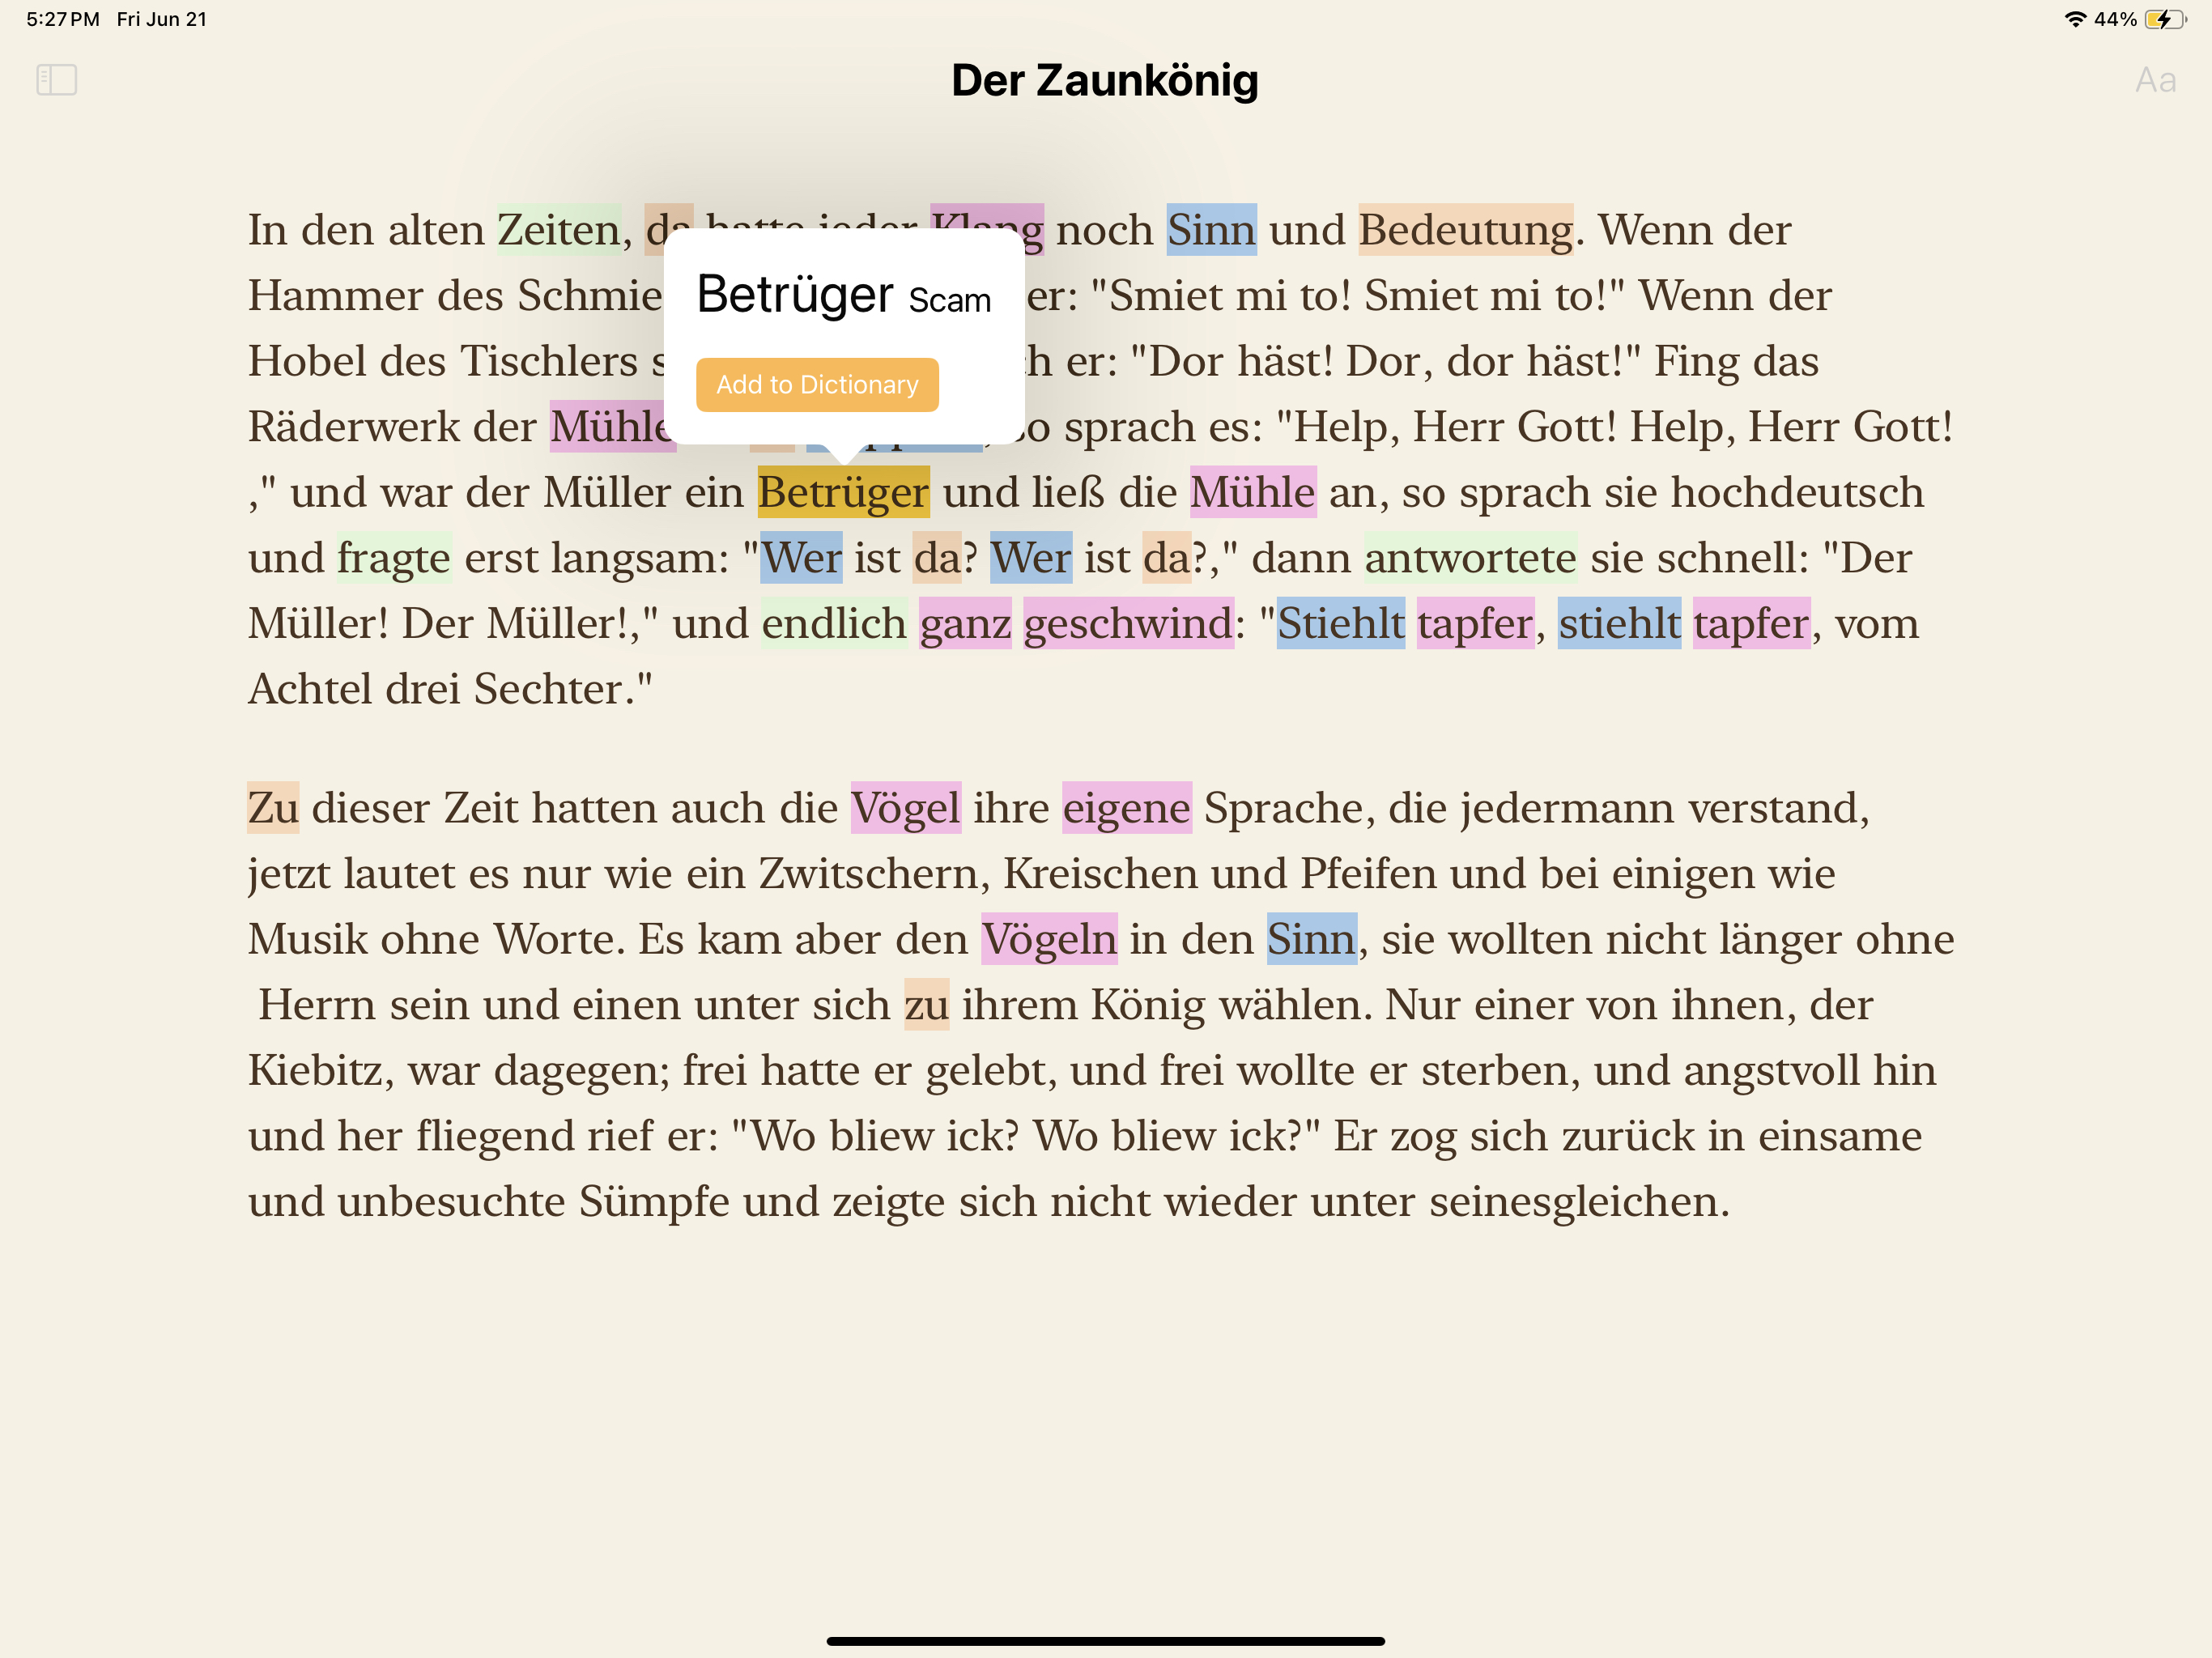 5:27 PM Fri Jun 21
44%
Der Zaunkönig
Aa
In den alten Zeiten, da hatte jeder Klang noch Sinn und Bedeutung. Wenn der
Hammer des Schmie er: "Smiet mi to! Smiet mi to!" Wenn der
Hobel des Tischlers s ch er: "Dor häst! Dor, dor häst!" Fing das
Räderwerk der Mühle so sprach es: "Help, Herr Gott! Help, Herr Gott!
Betrüger Scam
Add to Dictionary
," und war der Müller ein Betrüger und ließ die Mühle an, so sprach sie hochdeutsch
und fragte erst langsam: "Wer ist da? Wer ist da?," dann antwortete sie schnell: "Der
Müller! Der Müller!," und endlich ganz geschwind: "Stiehlt tapfer, stiehlt tapfer, vom
Achtel drei Sechter."
Zu dieser Zeit hatten auch die Vögel ihre eigene Sprache, die jedermann verstand,
jetzt lautet es nur wie ein Zwitschern, Kreischen und Pfeifen und bei einigen wie
Musik ohne Worte. Es kam aber den Vögeln in den Sinn, sie wollten nicht länger ohne
Herrn sein und einen unter sich zu ihrem König wählen. Nur einer von ihnen, der
Kiebitz, war dagegen; frei hatte er gelebt, und frei wollte er sterben, und angstvoll hin
und her fliegend rief er: "Wo bliew ick? Wo bliew ick?" Er zog sich zurück in einsame
und unbesuchte Sümpfe und zeigte sich nicht wieder unter seinesgleichen.